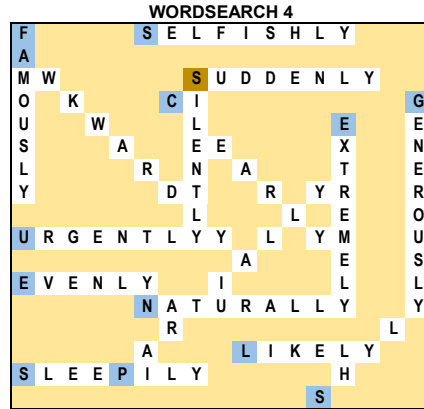 WORDSEARCH 4
F S E L F I S H L Y
A
M W S U D D E N L Y
O K C I G
U W L E E
S A E E X N
L R N A T E
Y D T R Y R R
L L E O
U R G E N T L Y Y L Y M U
A E S
E V E N L Y I L L
N A T U R A L L Y Y
R L
A L I K E L Y
S L E E P I L Y H
S